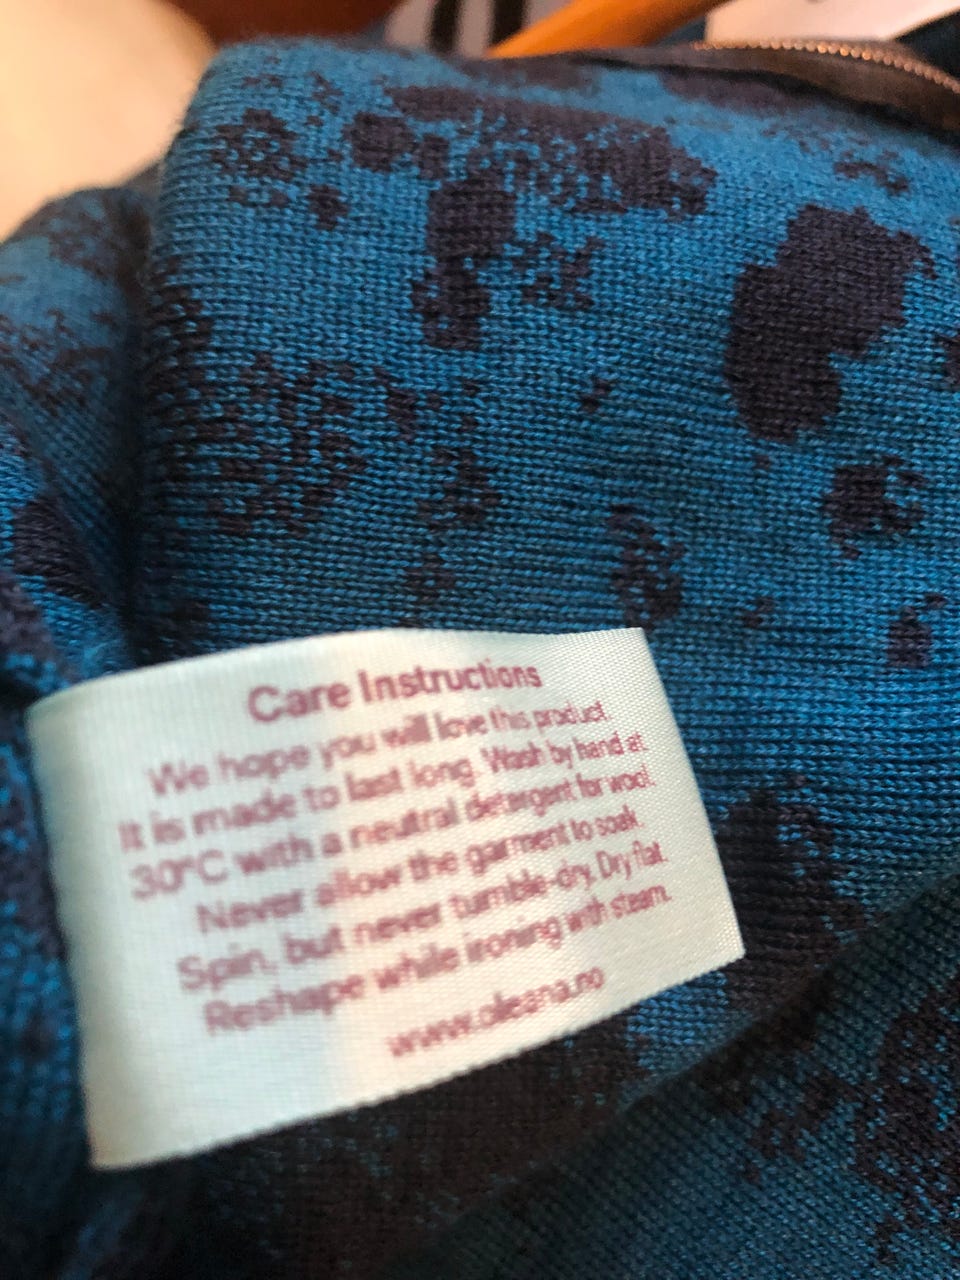 Care Instructions
We hope you will love this product.
It is made to last long. Wash by hand at
30°C with a neutral detergent for wool.
Never allow the garment to soak.
Spin, but never tumble-dry. Dry flat.
Reshape while ironing with steam.
www.oleana.no